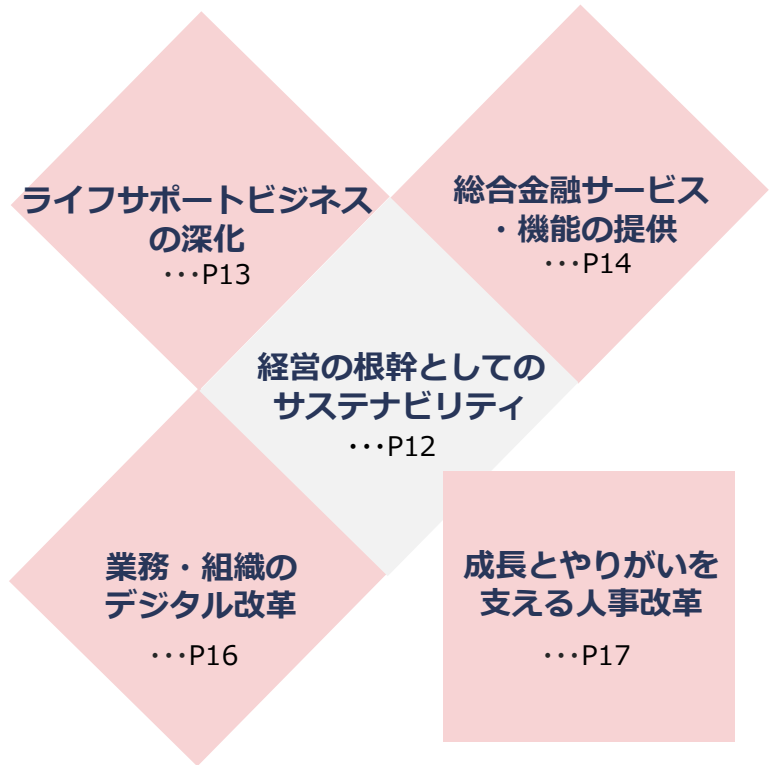 ライフサポートビジネス
の深化
･･･P13
総合金融サービス
・機能の提供
･･･P14
経営の根幹としての
サステナビリティ
･･･P12
業務・組織の
デジタル改革
･･･P16
成長とやりがいを
支える人事改革
･･･P17